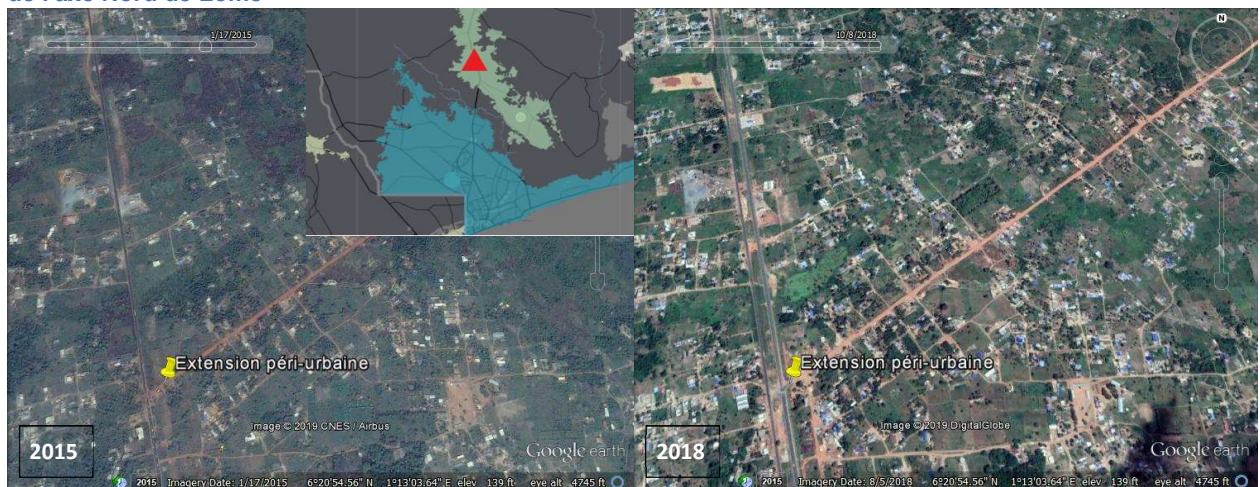 de l'axe Nord de Lomé
1/17/2015
Extension péri-urbaine
Image © 2019 CNES / Airbus
2015
Google earth
2015 Imagery Date: 1/17/2015 6°20'54.56" N 1°13'03.64" E elev 139 ft eye alt 4745 ft
10/8/2018
N
Extension péri-urbaine
Image © 2019 DigitalGlobe
2018
Google earth
2015 Imagery Date: 8/5/2018 6°20'54.56" N 1°13'03.64" E elev 139 ft eye alt 4745 ft